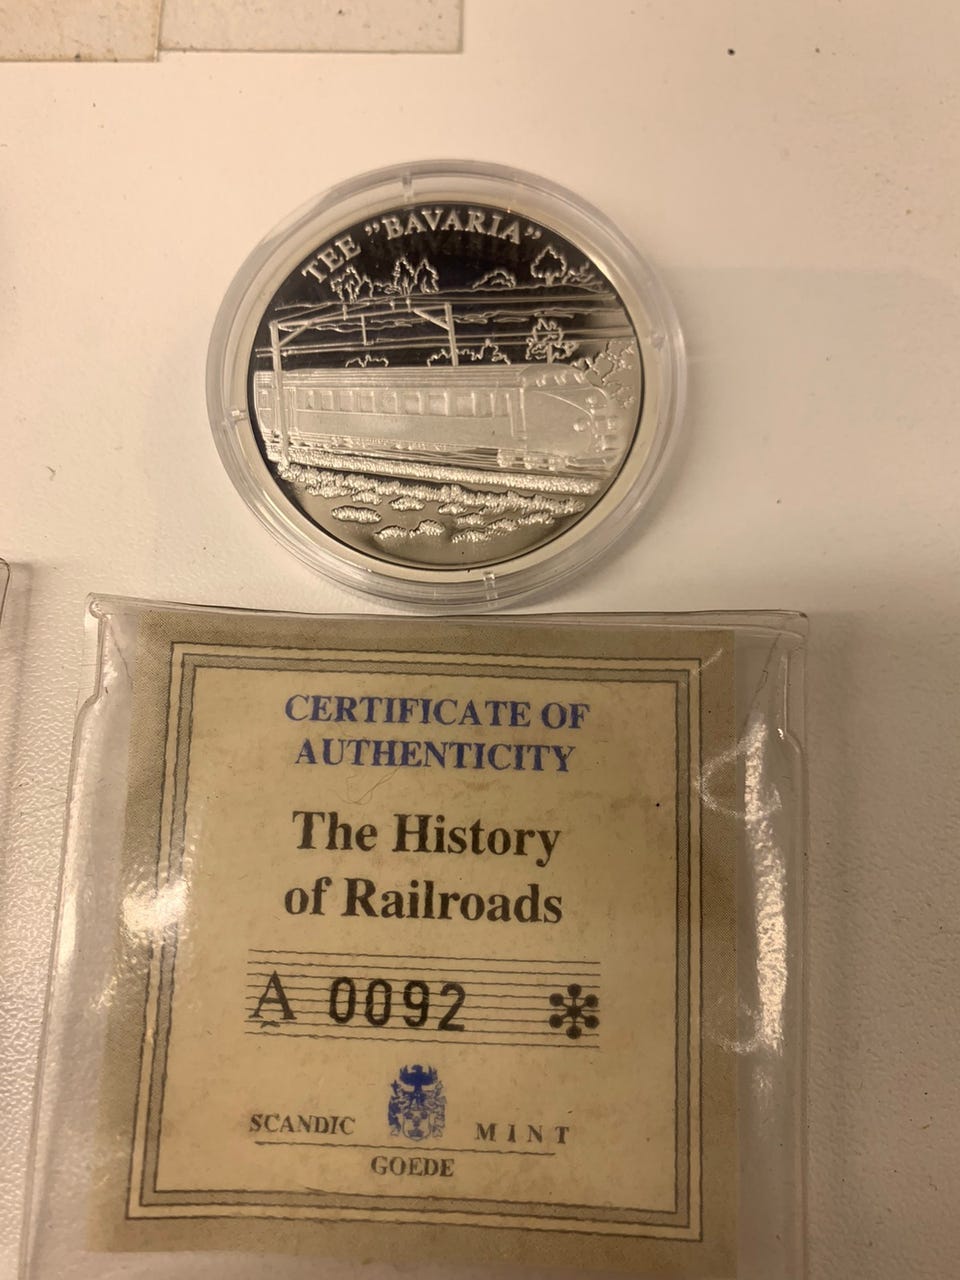 TEE "BAVARIA"
CERTIFICATE OF
AUTHENTICITY
The History
of Railroads
A 0092
SCANDIC MINT
GOEDE